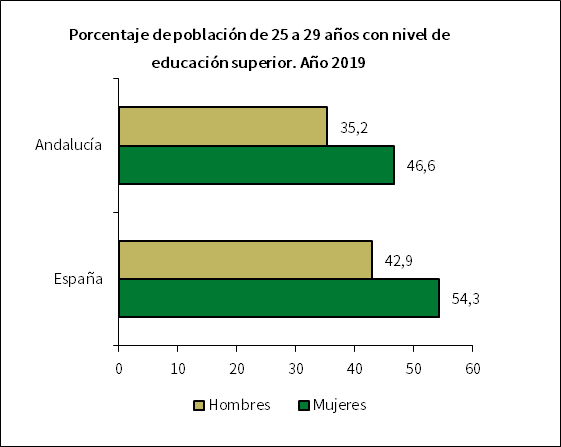 Porcentaje de población de 25 a 29 años con nivel de
educación superior. Año 2019
Andalucía
35,2
46,6
España
42,9
54,3
0 10 20 30 40 50 60
Hombres Mujeres